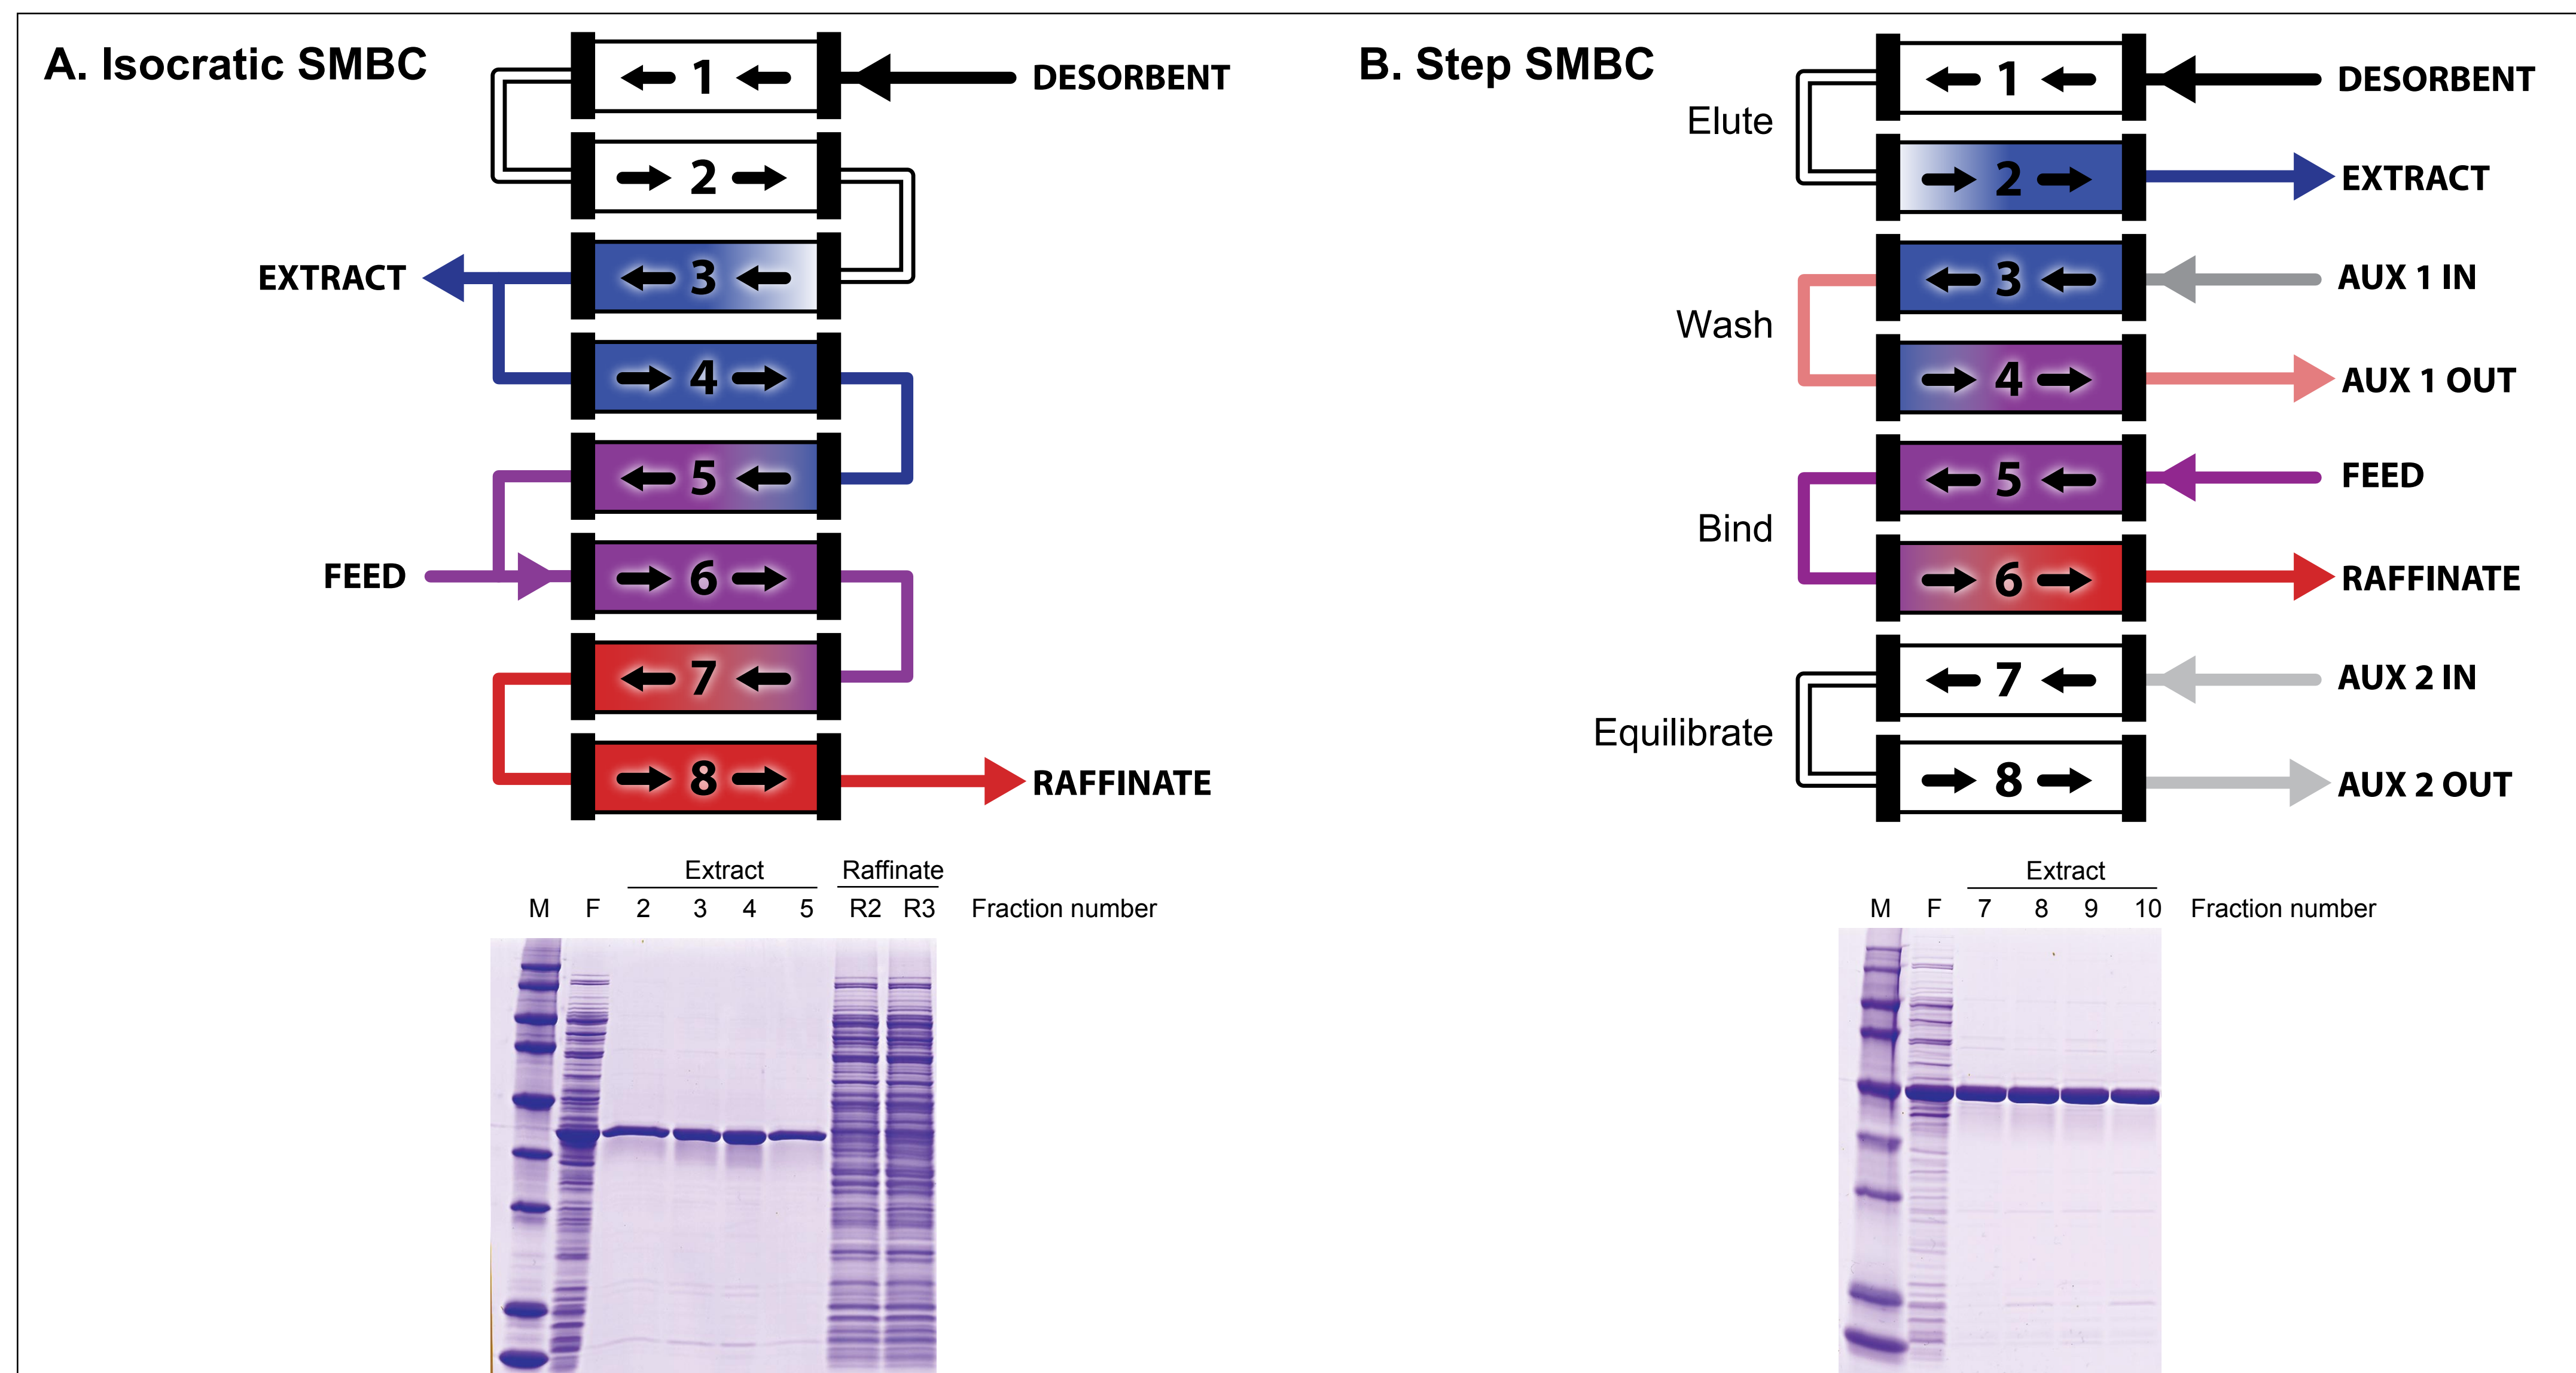 A. Isocratic SMBC
1
DESORBENT
2
EXTRACT
3
4
5
FEED
6
7
8
RAFFINATE
Extract
Raffinate
M F 2 3 4 5 R2 R3 Fraction number
B. Step SMBC
1
DESORBENT
Elute
2
EXTRACT
3
AUX 1 IN
Wash
4
AUX 1 OUT
5
FEED
Bind
6
RAFFINATE
7
AUX 2 IN
Equilibrate
8
AUX 2 OUT
Extract
M F 7 8 9 10 Fraction number